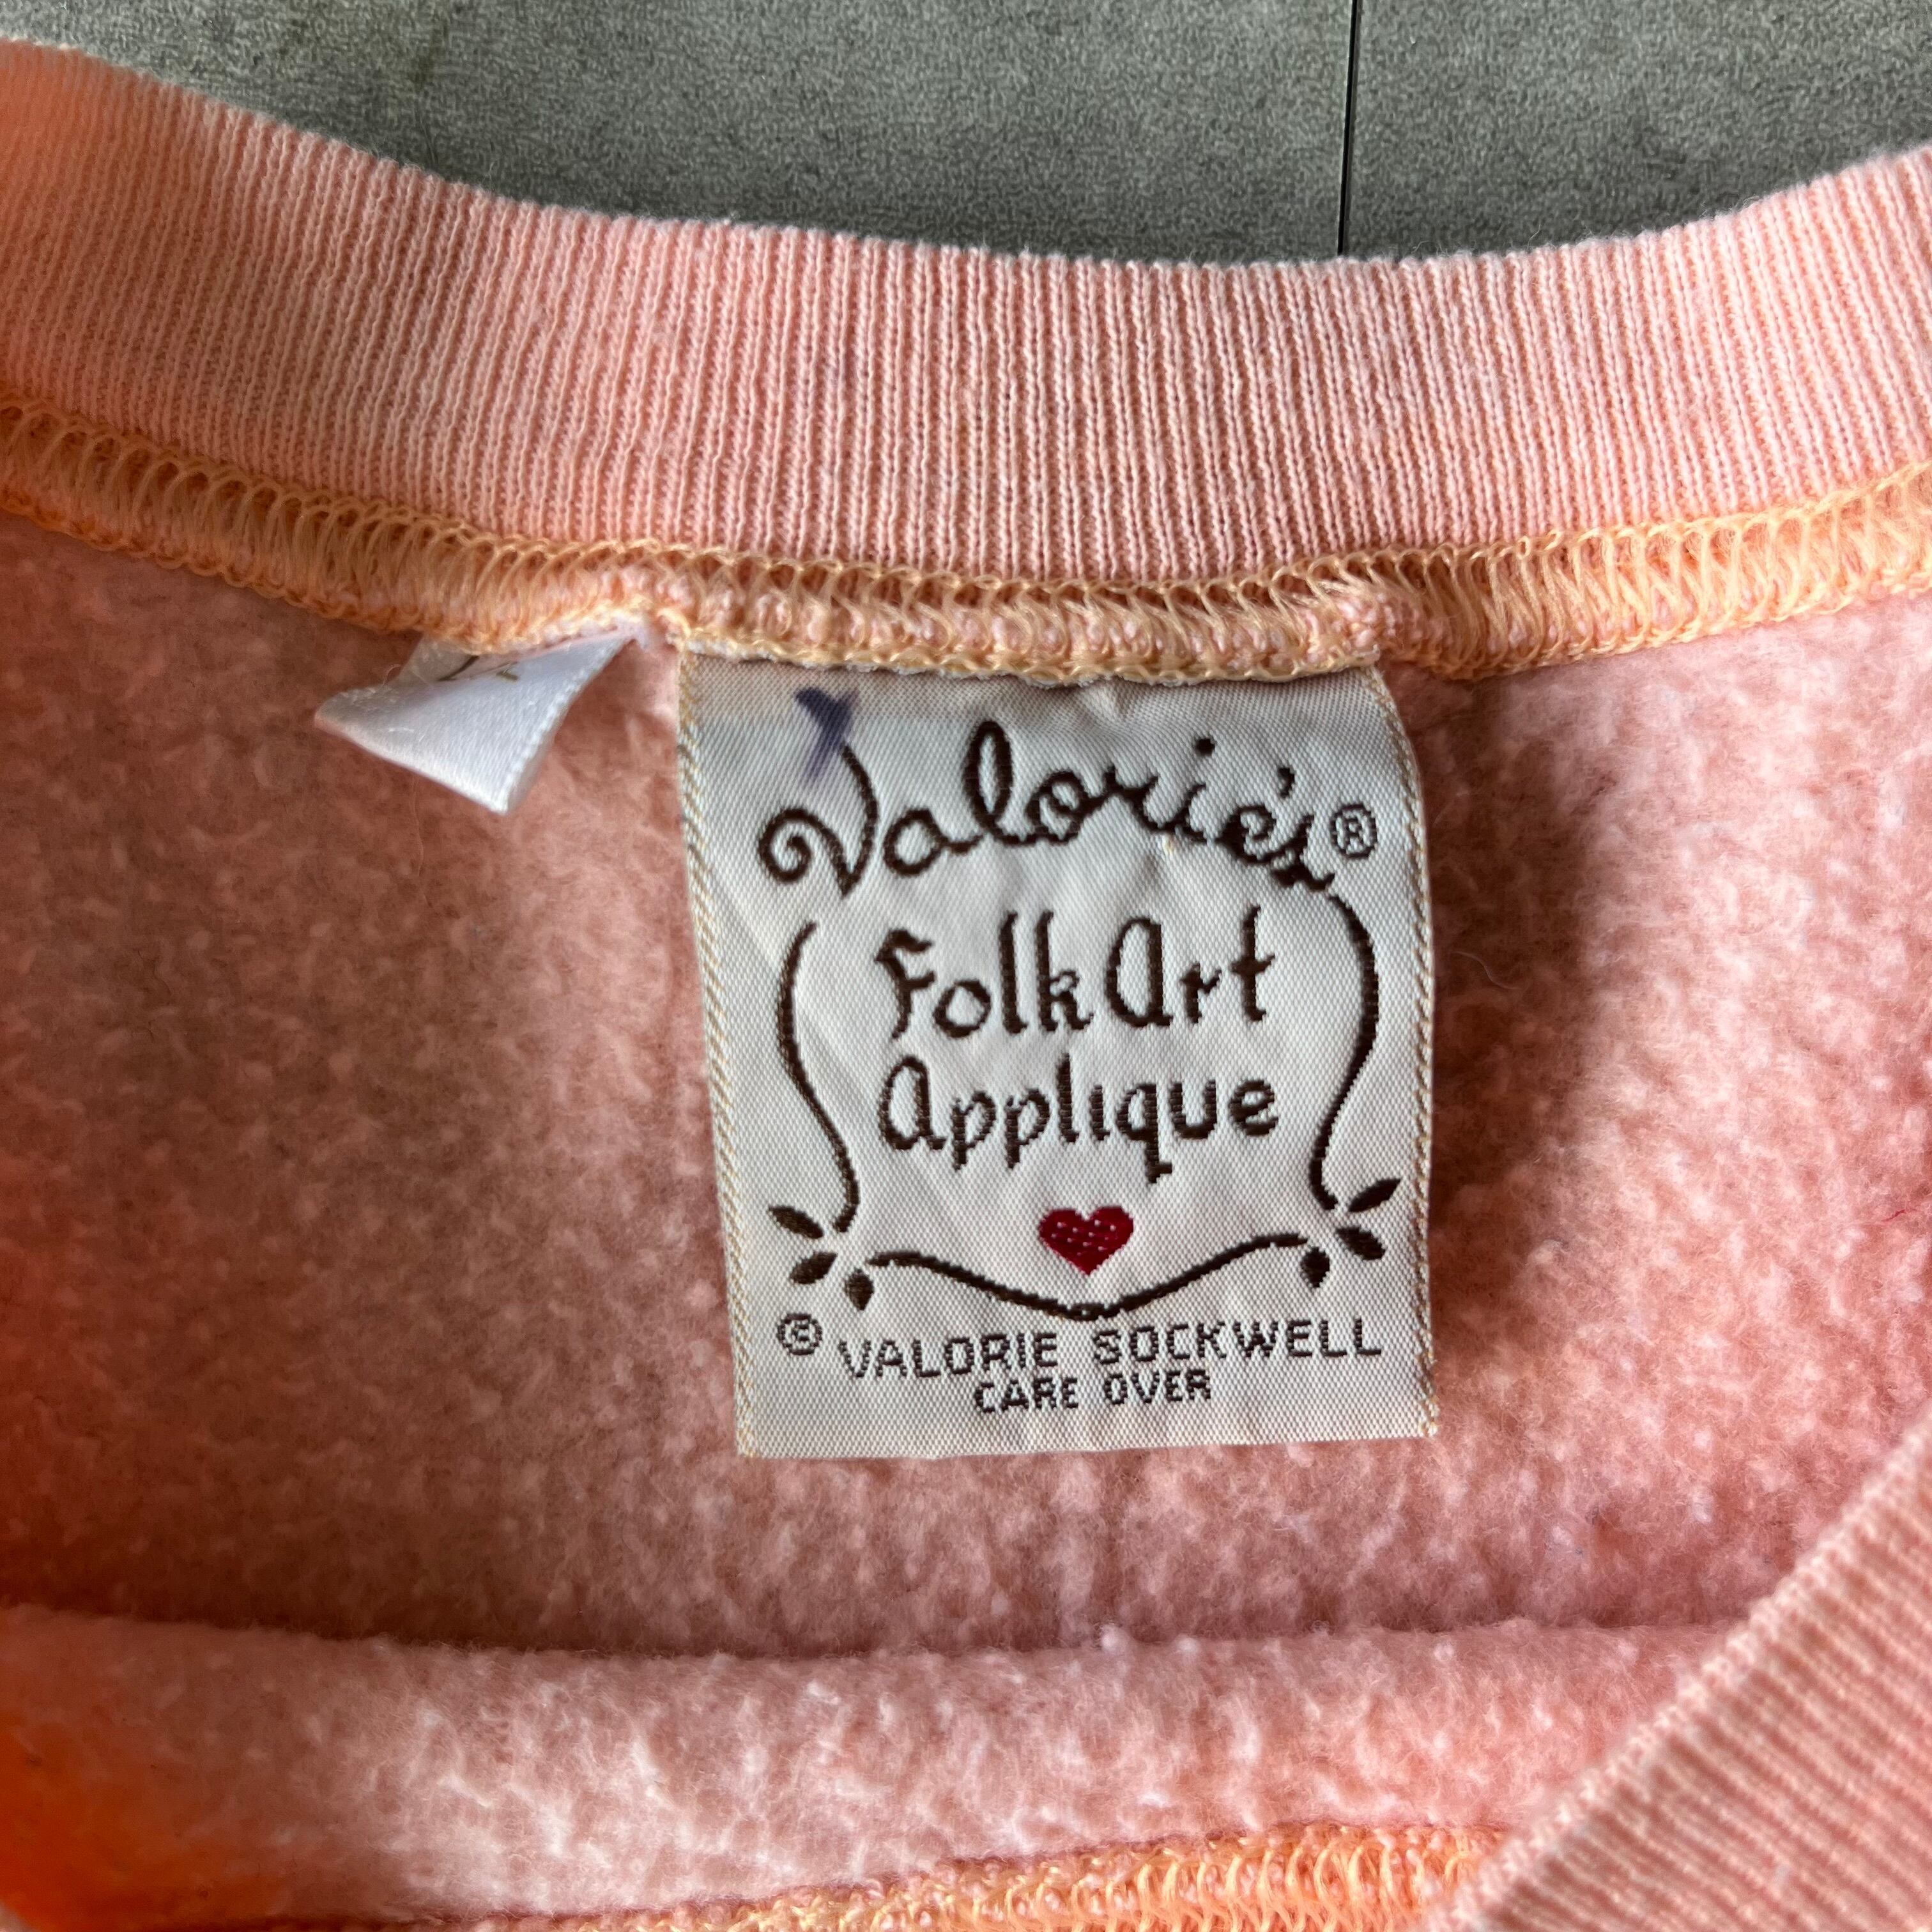 Valorie's®
Folk Art
Applique
© VALORIE SOCKWELL
CARE OVER